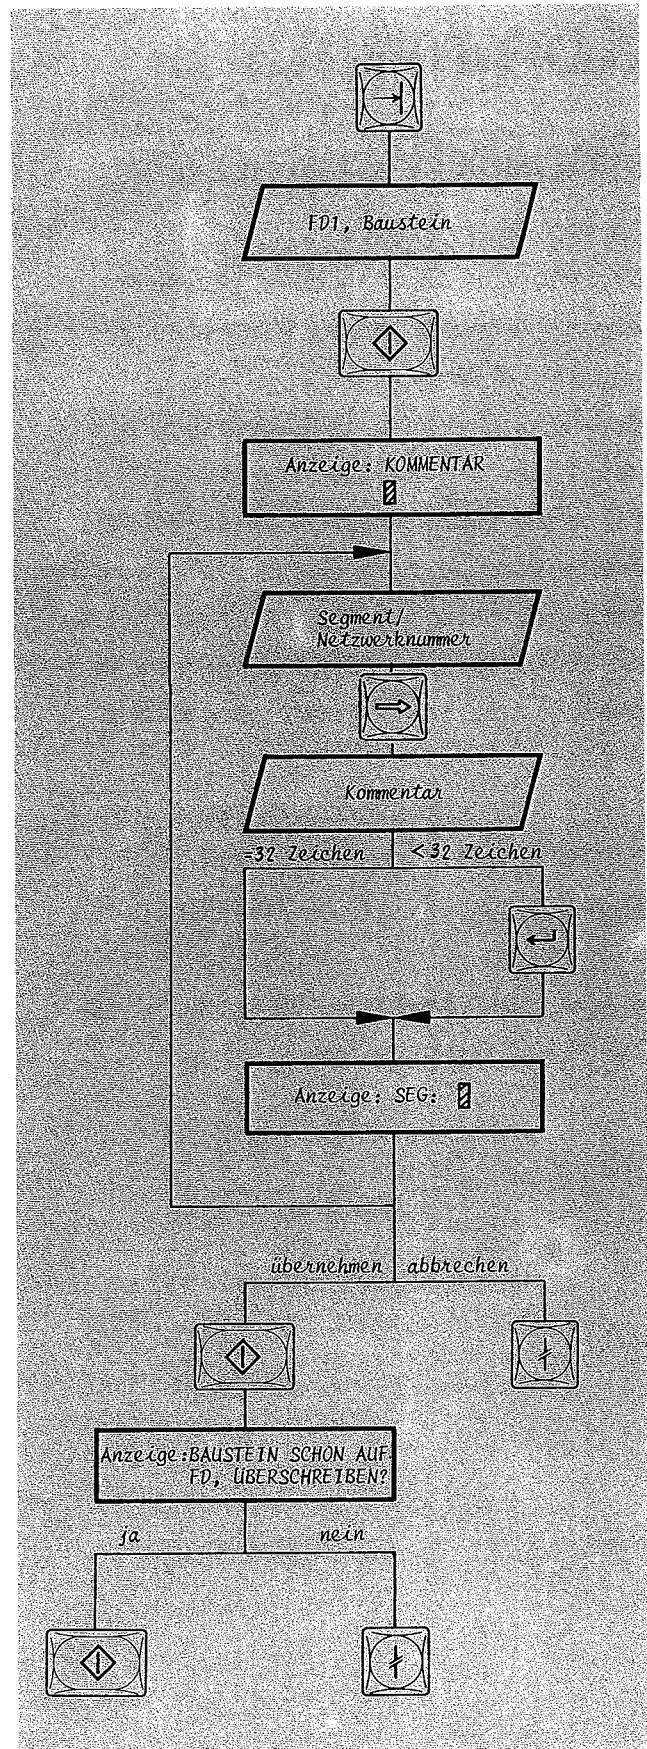 FD1, Baustein
Anzeige: KOMMENTAR
Segment/
Netzwerknummer
Kommentar
=32 Zeichen
<32 Zeichen
Anzeige: SEG:
übernehmen
abbrechen
Anzeige:BAUSTEIN SCHON AUF
FD, ÜBERSCHREIBEN?
ja
nein